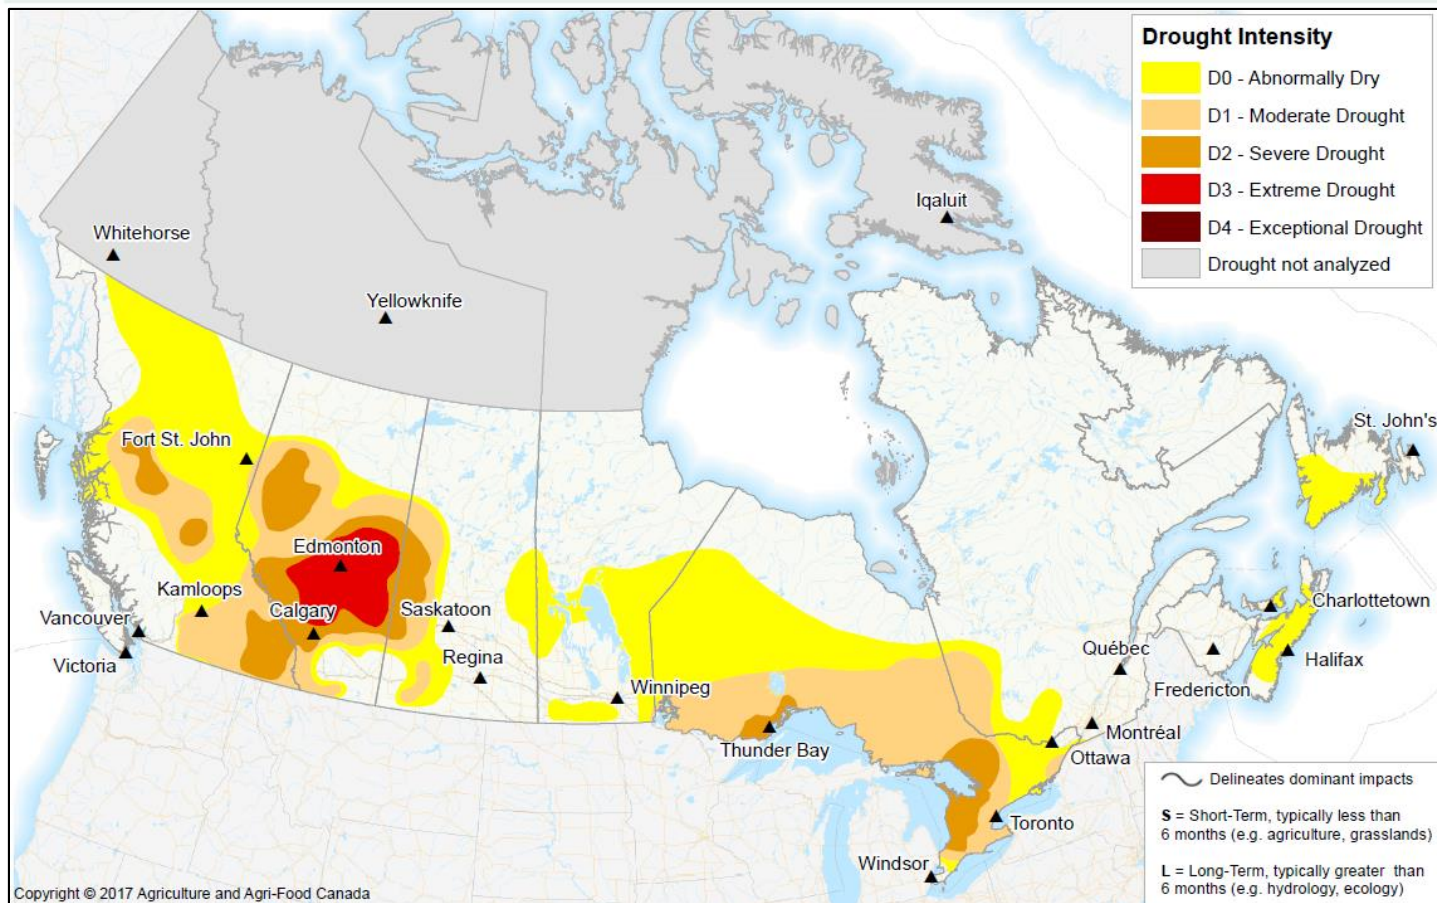 Drought Intensity
D0 - Abnormally Dry
D1 - Moderate Drought
D2 - Severe Drought
D3 - Extreme Drought
D4 - Exceptional Drought
Drought not analyzed
Iqaluit
Whitehorse
Yellowknife
St. John's
Fort St. John
Edmonton
Kamloops
Calgary
Saskatoon
Vancouver
Victoria
Regina
Winnipeg
Thunder Bay
Charlottetown
Québec
Halifax
Fredericton
Montréal
Ottawa
Toronto
Windsor
Delineates dominant impacts
S = Short-Term, typically less than
6 months (e.g. agriculture, grasslands)
L = Long-Term, typically greater than
6 months (e.g. hydrology, ecology)
Copyright © 2017 Agriculture and Agri-Food Canada